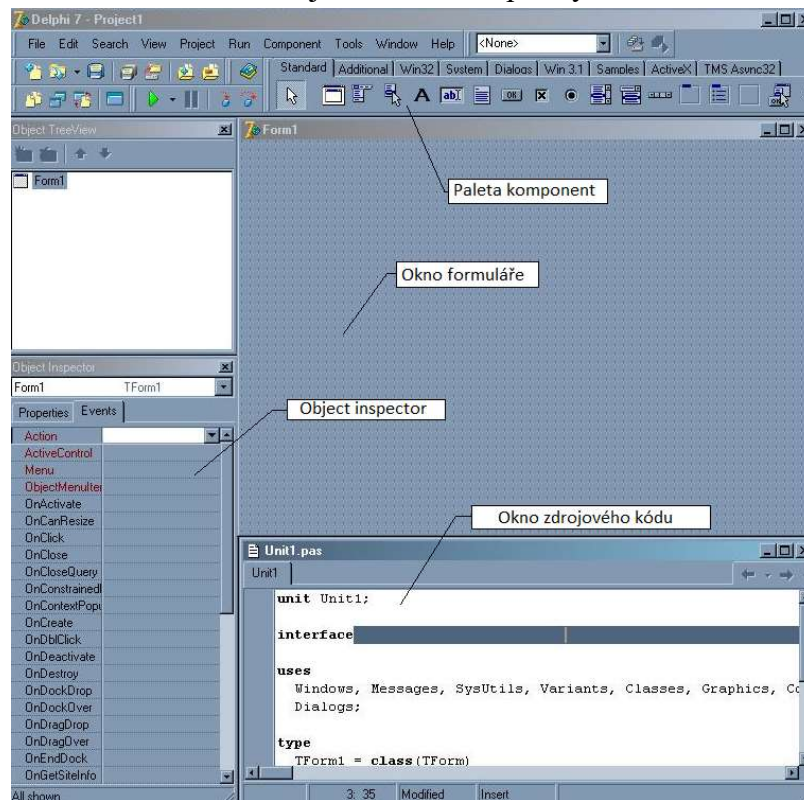 Delphi 7 - Project1
File Edit Search View Project Run Component Tools Window Help <None>
Standard Additional Win32 System Dialogs Win 3.1 Samples ActiveX TMS Async32
Object TreeView
Form1
Form1
Paleta komponent
Okno formuláře
Object Inspector
Form1 TForm1
Properties Events
Object inspector
Action
ActiveControl
Menu
ObjectMenuItem
OnActivate
OnCanResize
OnClick
OnClose
OnCloseQuery
OnConstrainedl
OnContextPopu
OnCreate
OnDblClick
OnDeactivate
OnDestroy
OnDockDrop
OnDockOver
OnDragDrop
OnDragOver
OnEndDock
OnGetSiteInfo
All shown
Okno zdrojového kódu
Unit1.pas
Unit1
unit Unit1;
interface
uses
Windows, Messages, SysUtils, Variants, Classes, Graphics, Co
Dialogs;
type
TForm1 = class(TForm)
3: 35 Modified Insert